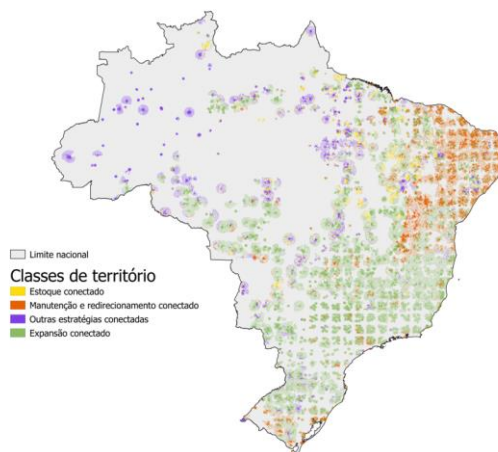 Limite nacional
Classes de território
Estoque conectado
Manutenção e redirecionamento conectado
Outras estratégias conectadas
Expansão conectado